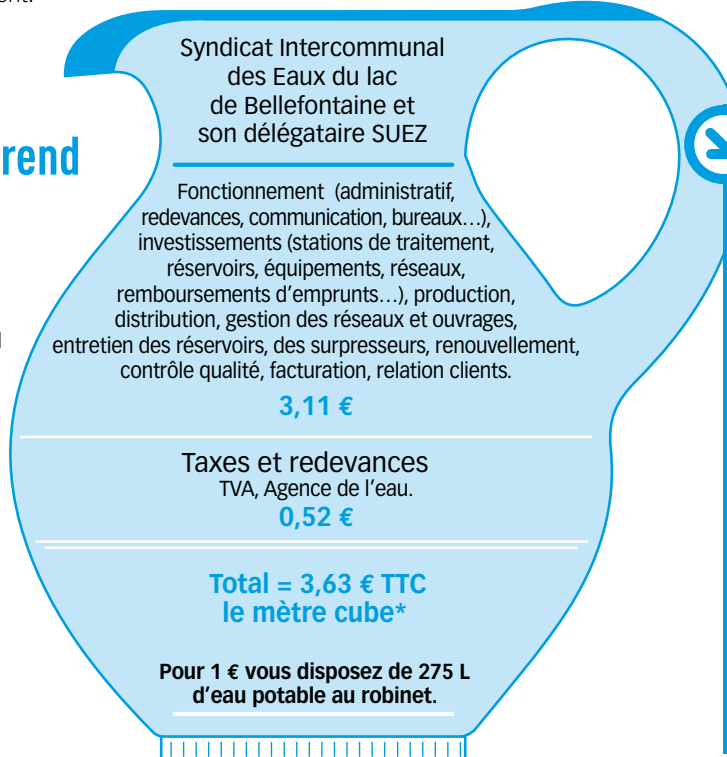 ent.
rend
Syndicat Intercommunal
des Eaux du lac
de Bellefontaine et
son délégataire SUEZ
Fonctionnement (administratif,
redevances, communication, bureaux…),
investissements (stations de traitement,
réservoirs, équipements, réseaux,
remboursements d’emprunts…), production,
distribution, gestion des réseaux et ouvrages,
entretien des réservoirs, des surpresseurs, renouvellement,
contrôle qualité, facturation, relation clients.
3,11 €
Taxes et redevances
TVA, Agence de l’eau.
0,52 €
Total = 3,63 € TTC
le mètre cube*
Pour 1 € vous disposez de 275 L
d’eau potable au robinet.